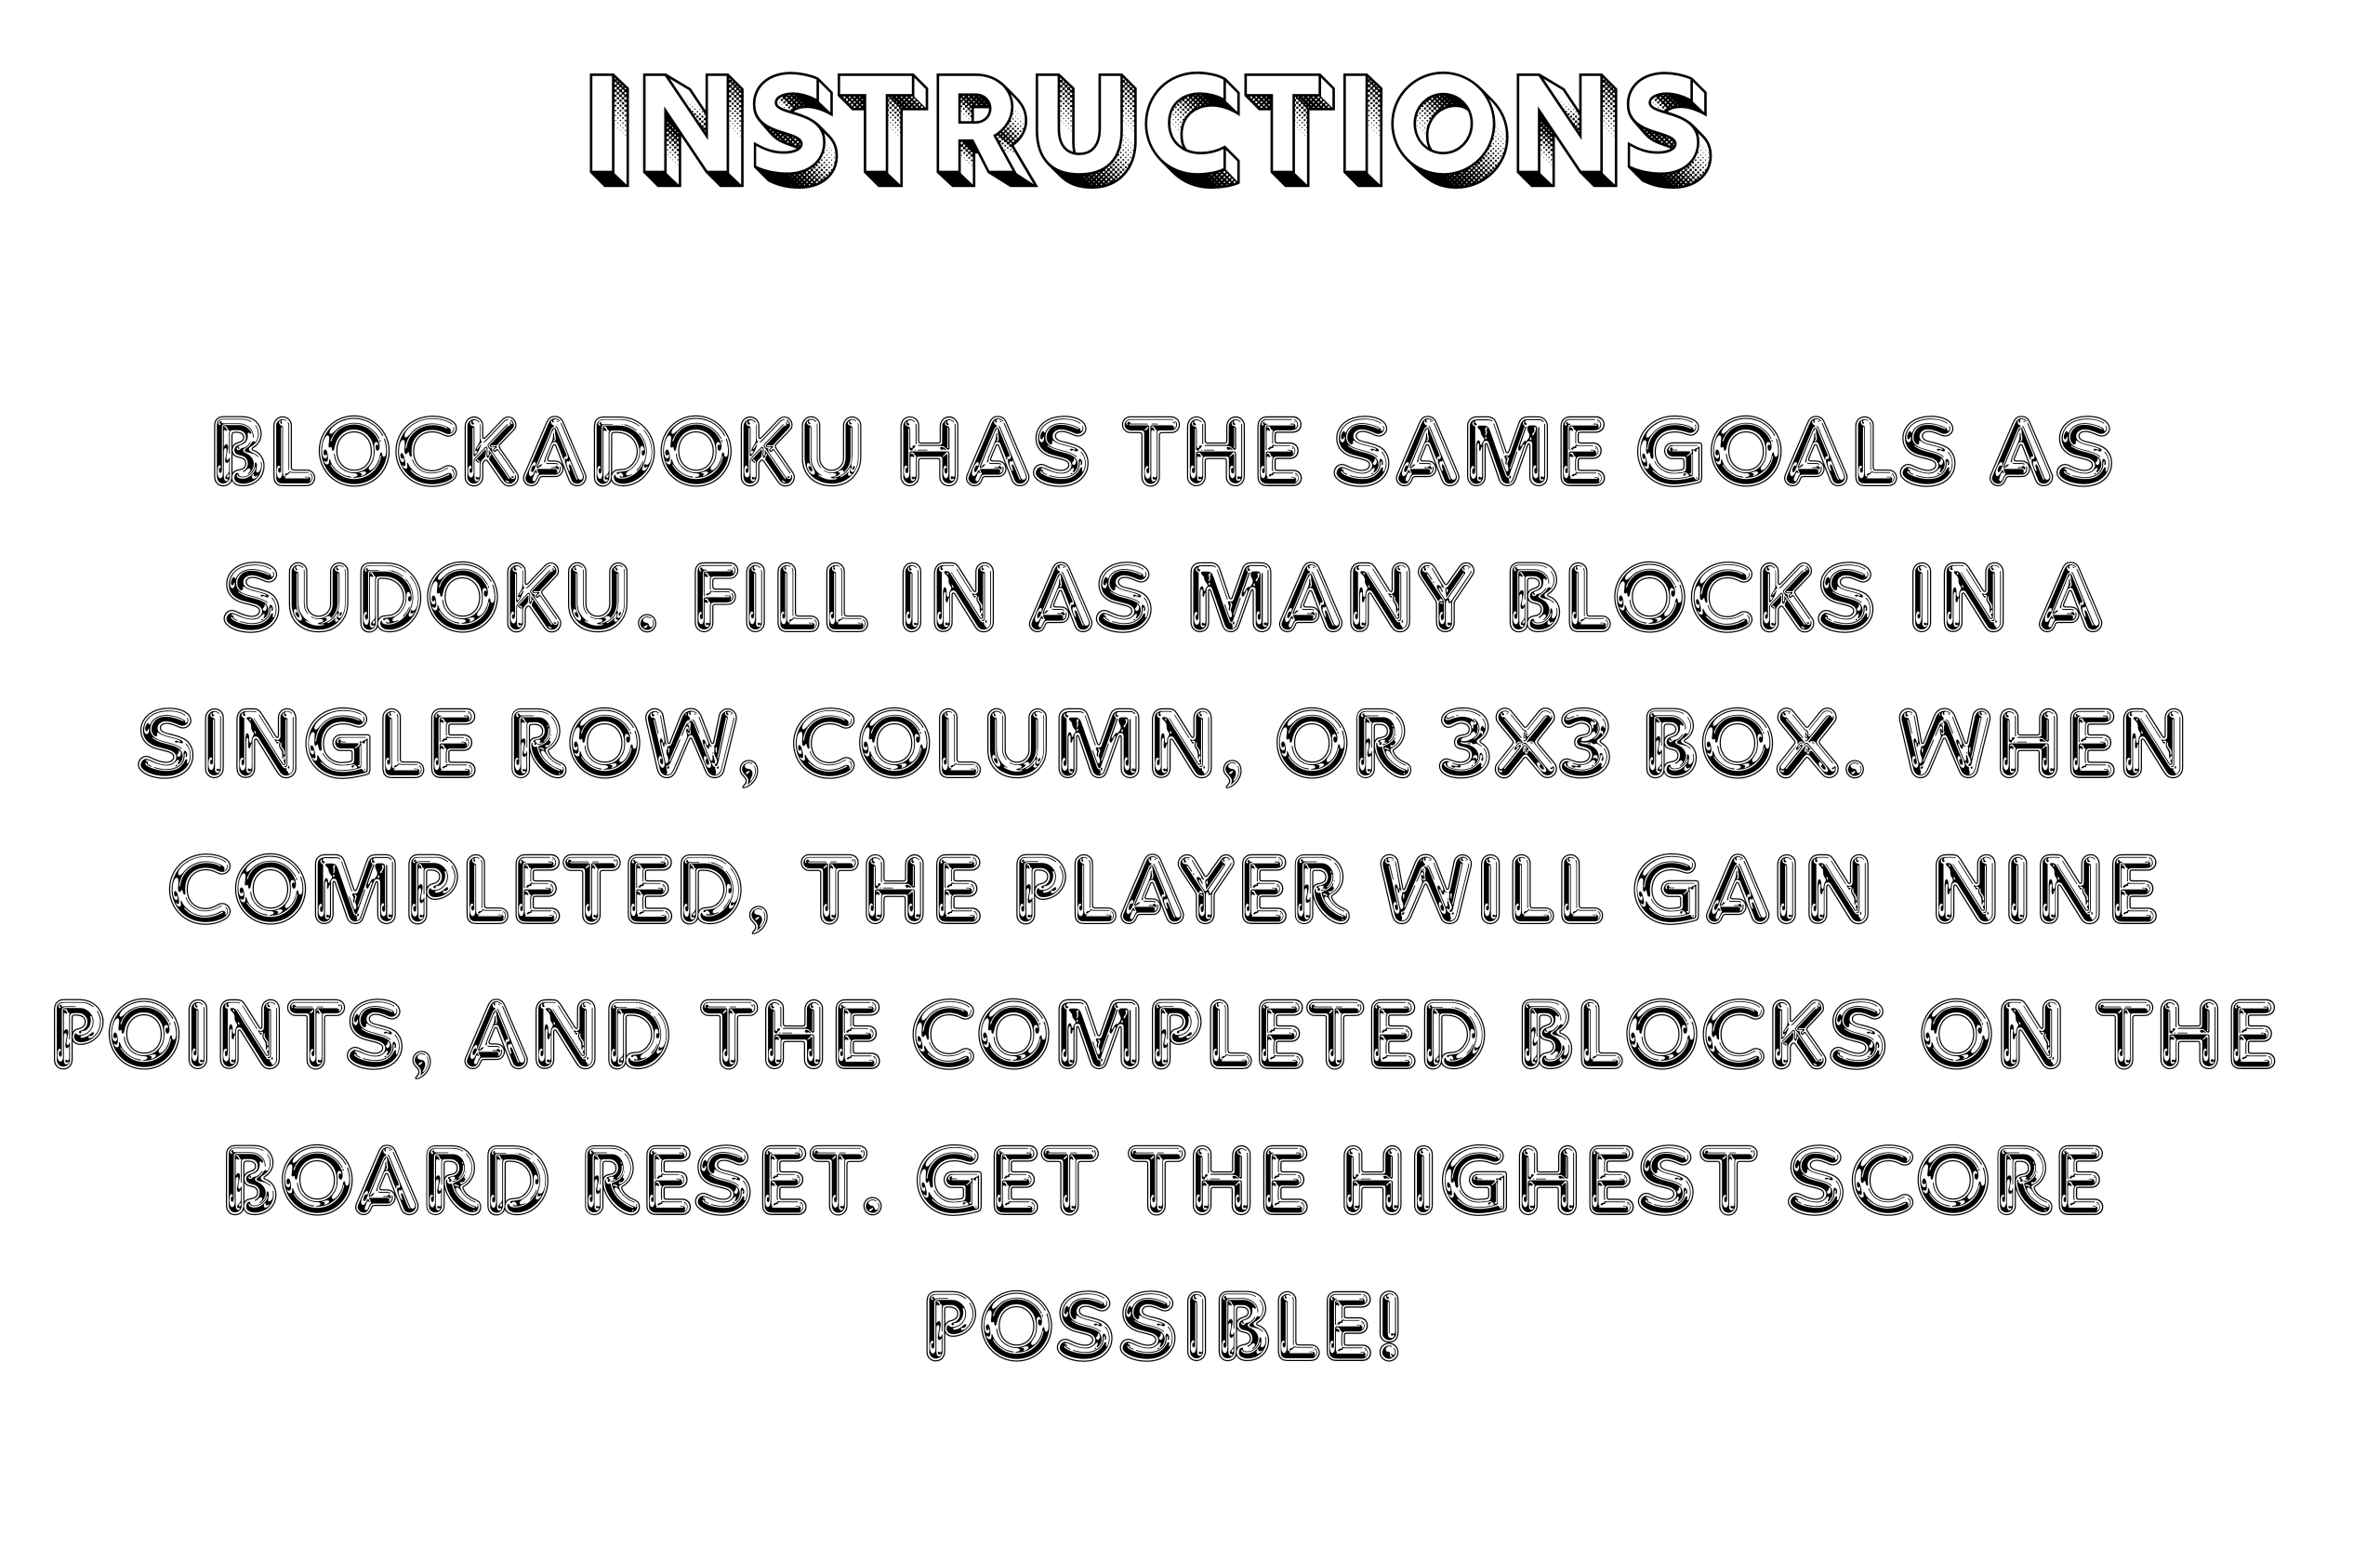 INSTRUCTIONS
BLOCKADOKU HAS THE SAME GOALS AS
SUDOKU. FILL IN AS MANY BLOCKS IN A
SINGLE ROW, COLUMN, OR 3X3 BOX. WHEN
COMPLETED, THE PLAYER WILL GAIN  NINE
POINTS, AND THE COMPLETED BLOCKS ON THE
BOARD RESET. GET THE HIGHEST SCORE
POSSIBLE!